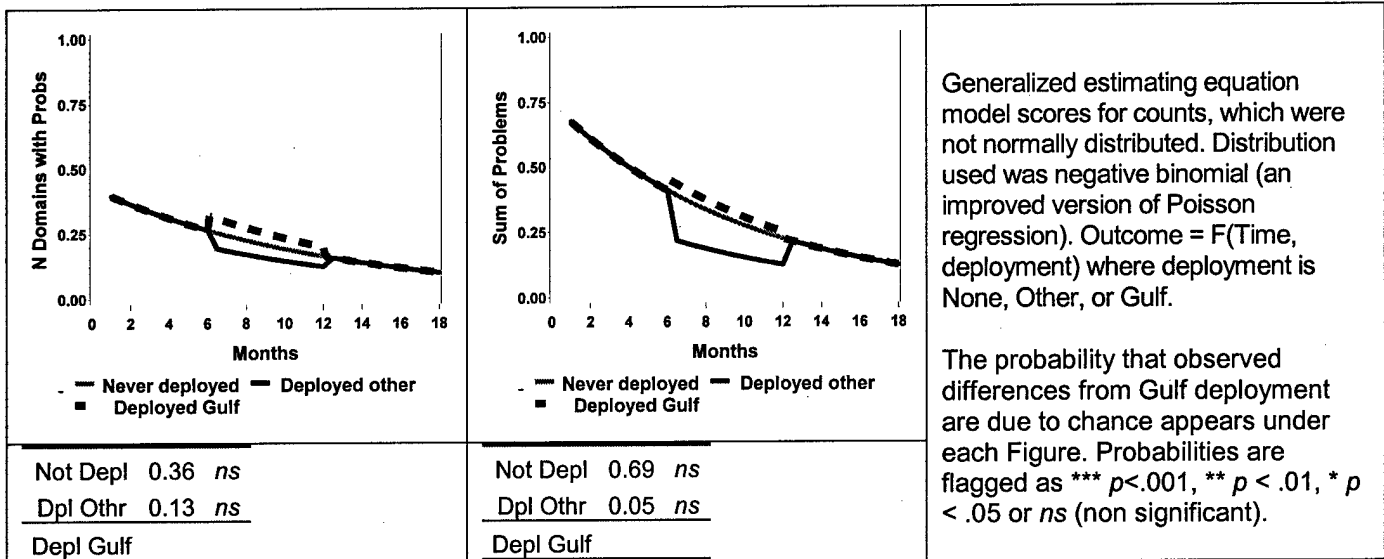 1.00
0.75
0.50
0.25
0.00
N Domains with Probs
0 2 4 6 8 10 12 14 16 18
Months
Never deployed Deployed other
Deployed Gulf
1.00
0.75
0.50
0.25
0.00
Sum of Problems
0 2 4 6 8 10 12 14 16 18
Months
Never deployed Deployed other
Deployed Gulf
Generalized estimating equation
model scores for counts, which were
not normally distributed. Distribution
used was negative binomial (an
improved version of Poisson
regression). Outcome = F(Time,
deployment) where deployment is
None, Other, or Gulf.
The probability that observed
differences from Gulf deployment
are due to chance appears under
each Figure. Probabilities are
flagged as *** p<.001, ** p < .01, * p
< .05 or ns (non significant).
Not Depl 0.36 ns
Dpl Othr 0.13 ns
Depl Gulf
Not Depl 0.69 ns
Dpl Othr 0.05 ns
Depl Gulf